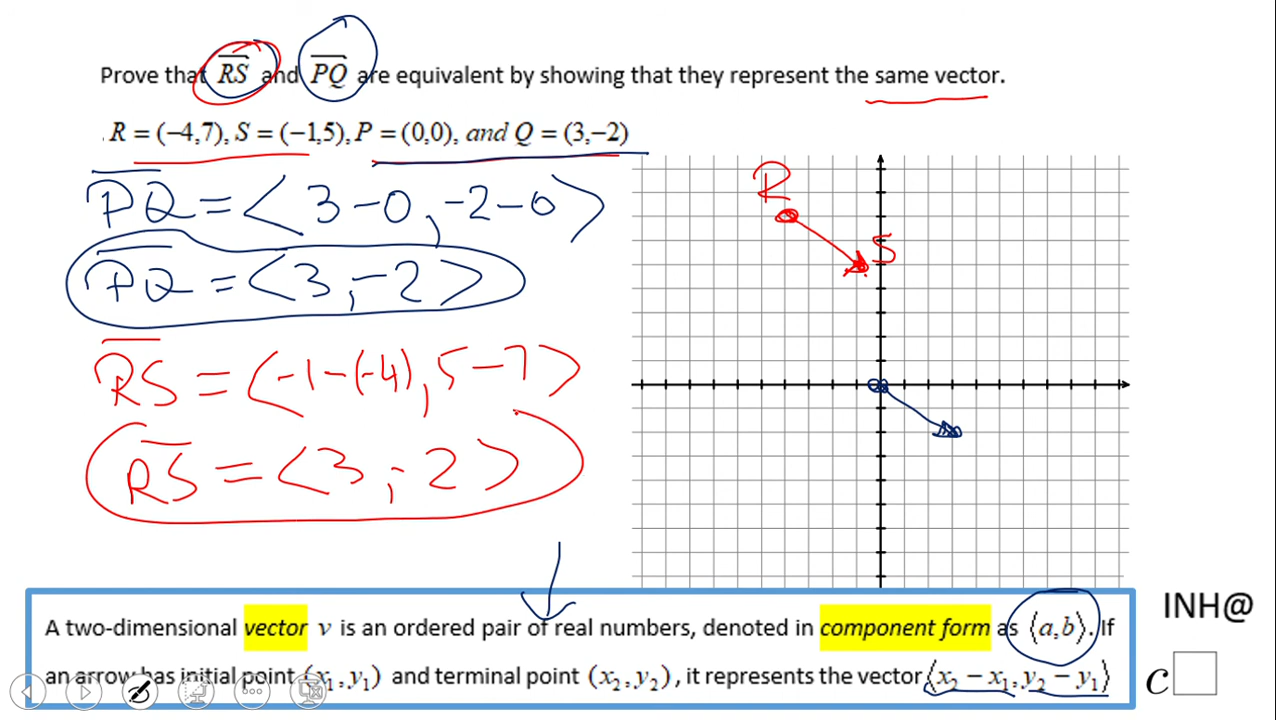 Prove that RS and PQ are equivalent by showing that they represent the same vector.
. R = (−4,7), S = (−1,5), P = (0,0), and Q = (3,−2)
PQ = <3-0, -2-0>
PQ = <3, -2>
RS = <-1-(-4), 5-7>
RS = <3, -2>
R
S
A two-dimensional vector v is an ordered pair of real numbers, denoted in component form as ⟨a,b⟩. If
an arrow has initial point (x₁, y₁) and terminal point (x₂, y₂), it represents the vector ⟨x₂ − x₁, y₂ − y₁⟩
INH@
c